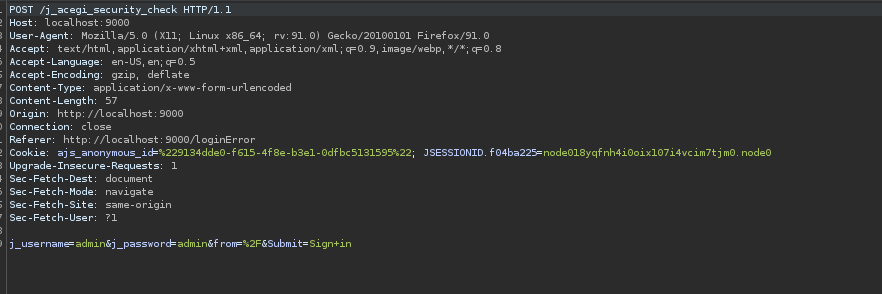 POST /j_acegi_security_check HTTP/1.1
Host: localhost:9000
User-Agent: Mozilla/5.0 (X11; Linux x86_64; rv:91.0) Gecko/20100101 Firefox/91.0
Accept: text/html,application/xhtml+xml,application/xml;q=0.9,image/webp,*/*;q=0.8
Accept-Language: en-US,en;q=0.5
Accept-Encoding: gzip, deflate
Content-Type: application/x-www-form-urlencoded
Content-Length: 57
Origin: http://localhost:9000
Connection: close
Referer: http://localhost:9000/loginError
Cookie: ajs_anonymous_id=%229134dde0-f615-4f8e-b3e1-0dfbc5131595%22; JSESSIONID.f04ba225=node018yqfnh4i0oix107i4vcim7tjm0.node0
Upgrade-Insecure-Requests: 1
Sec-Fetch-Dest: document
Sec-Fetch-Mode: navigate
Sec-Fetch-Site: same-origin
Sec-Fetch-User: ?1
j_username=admin&j_password=admin&from=%2F&Submit=Sign+in